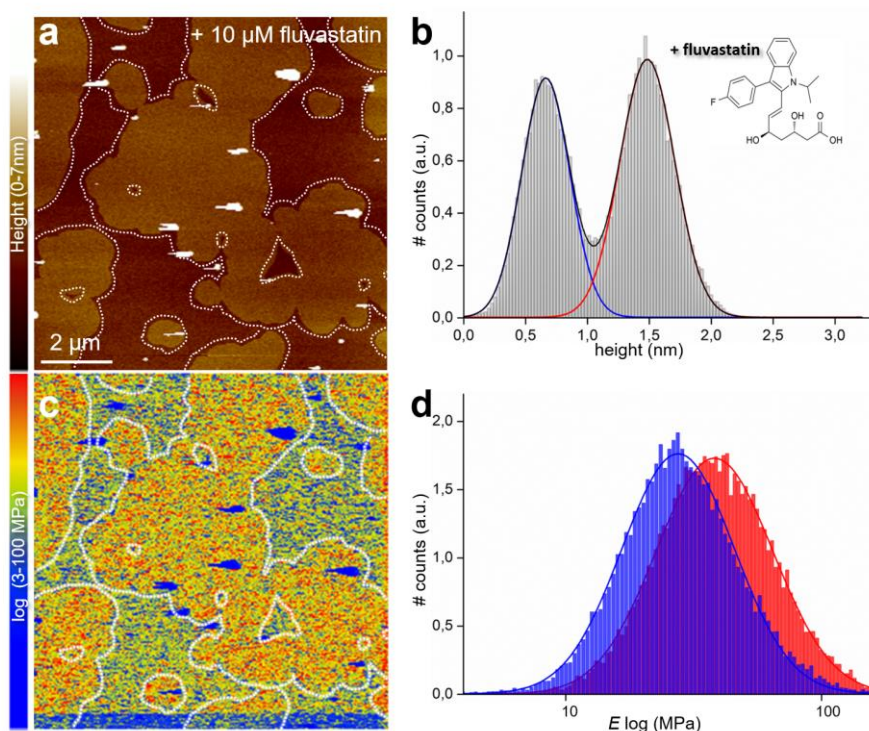 a
+ 10 µM fluvastatin
Height (0-7nm)
2 µm
b
+ fluvastatin
F
N
HO
OH
O
OH
# counts (a.u.)
1,0
0,8
0,6
0,4
0,2
0,0
0,0
0,5
1,0
1,5
2,0
2,5
3,0
height (nm)
c
log (3-100 MPa)
d
# counts (a.u.)
2,0
1,5
1,0
0,5
0,0
10
100
E log (MPa)